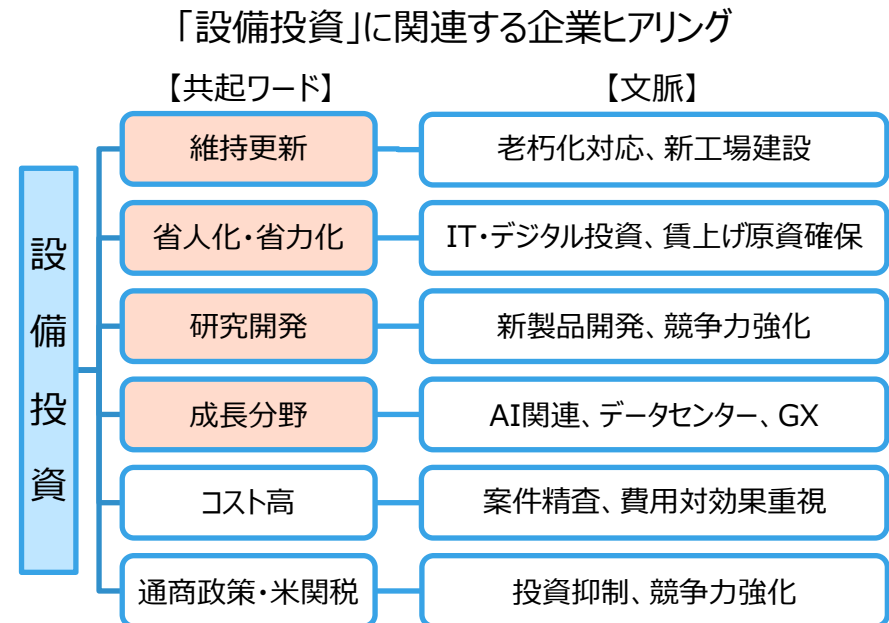 「設備投資」に関連する企業ヒアリング
【共起ワード】
【文脈】
設備投資
維持更新
老朽化対応、新工場建設
省人化・省力化
IT・デジタル投資、賃上げ原資確保
研究開発
新製品開発、競争力強化
成長分野
AI関連、データセンター、GX
コスト高
案件精査、費用対効果重視
通商政策・米関税
投資抑制、競争力強化